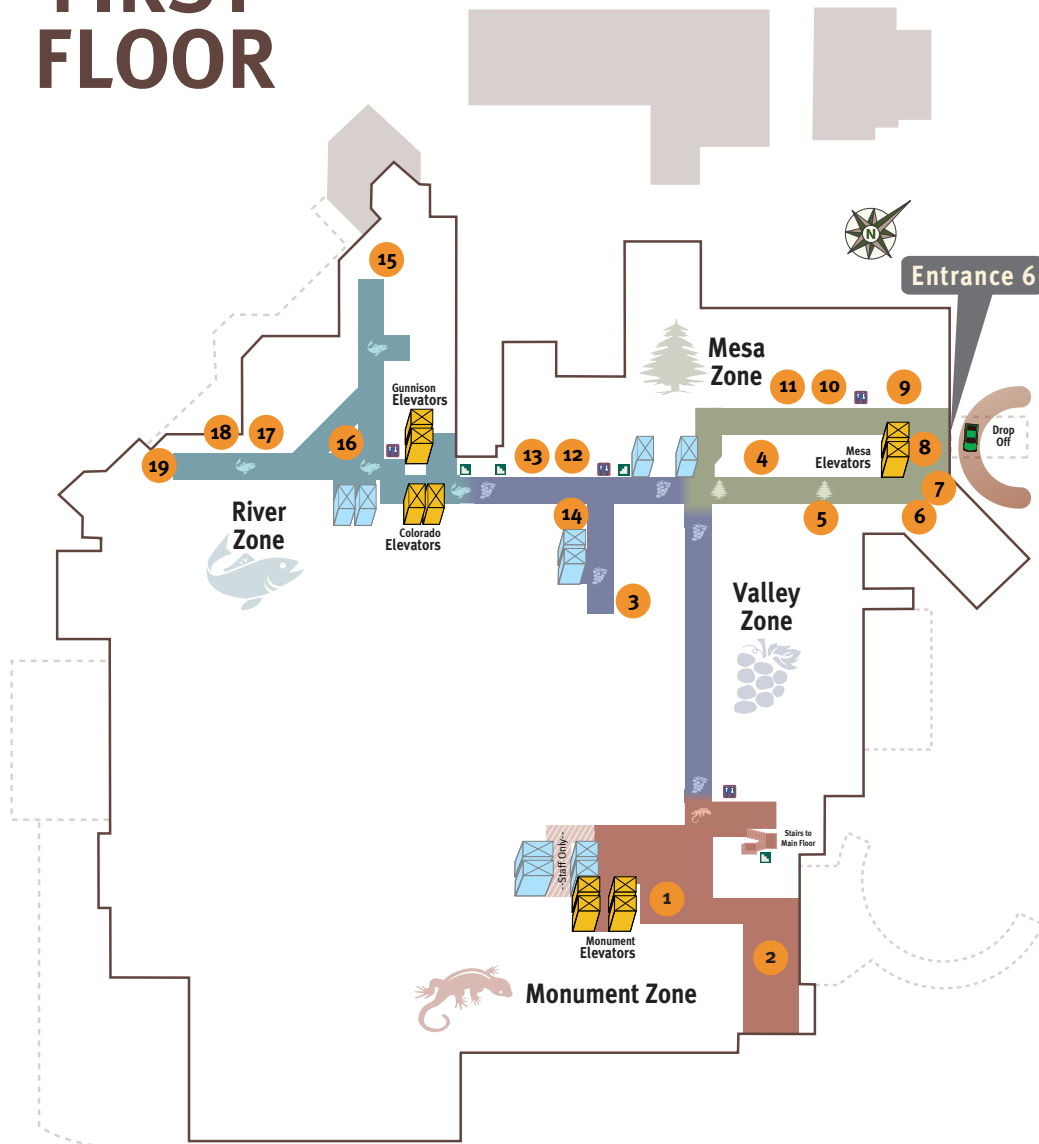 FIRST
FLOOR
15
N
Entrance 6
Mesa
Zone
11
10
9
Drop
Off
Gunnison
Elevators
18
17
16
19
13
12
4
Mesa
Elevators
8
7
6
5
14
River
Zone
Colorado
Elevators
3
Valley
Zone
Stairs to
Main Floor
--Staff Only--
1
Monument
Elevators
2
Monument Zone